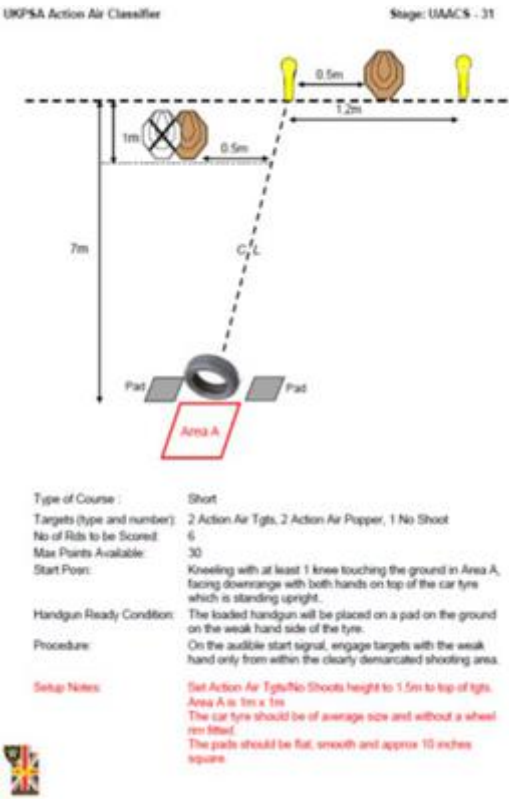 UKPSA Action Air Classifier
Stage: UAACS - 31
0.5m
1.2m
1m
0.5m
7m
C/L
Pad
Pad
Area A
Type of Course :
Short
Targets (type and number):
2 Action Air Tgts, 2 Action Air Popper, 1 No Shoot
No of Rds to be Scored:
6
Max Points Available:
30
Start Posn:
Kneeling with at least 1 knee touching the ground in Area A,
facing downrange with both hands on top of the car tyre
which is standing upright.
Handgun Ready Condition:
The loaded handgun will be placed on a pad on the ground
on the weak hand side of the tyre.
Procedure:
On the audible start signal, engage targets with the weak
hand only from within the clearly demarcated shooting area.
Setup Notes:
Set Action Air Tgts/No Shoots height to 1.5m to top of tgts.
Area A is 1m x 1m
The car tyre should be of average size and without a wheel
rim fitted.
The pads should be flat, smooth and approx 10 inches
square.